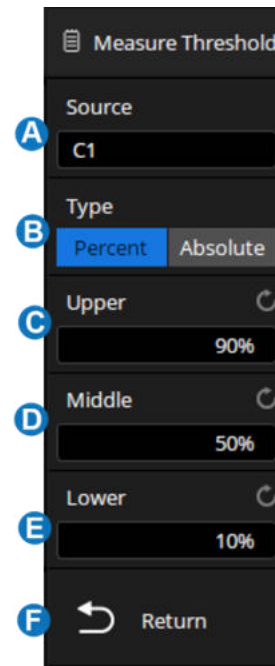 Measure Threshold
Source
A
C1
Type
B
Percent Absolute
Upper
C
90%
Middle
D
50%
Lower
E
10%
F Return